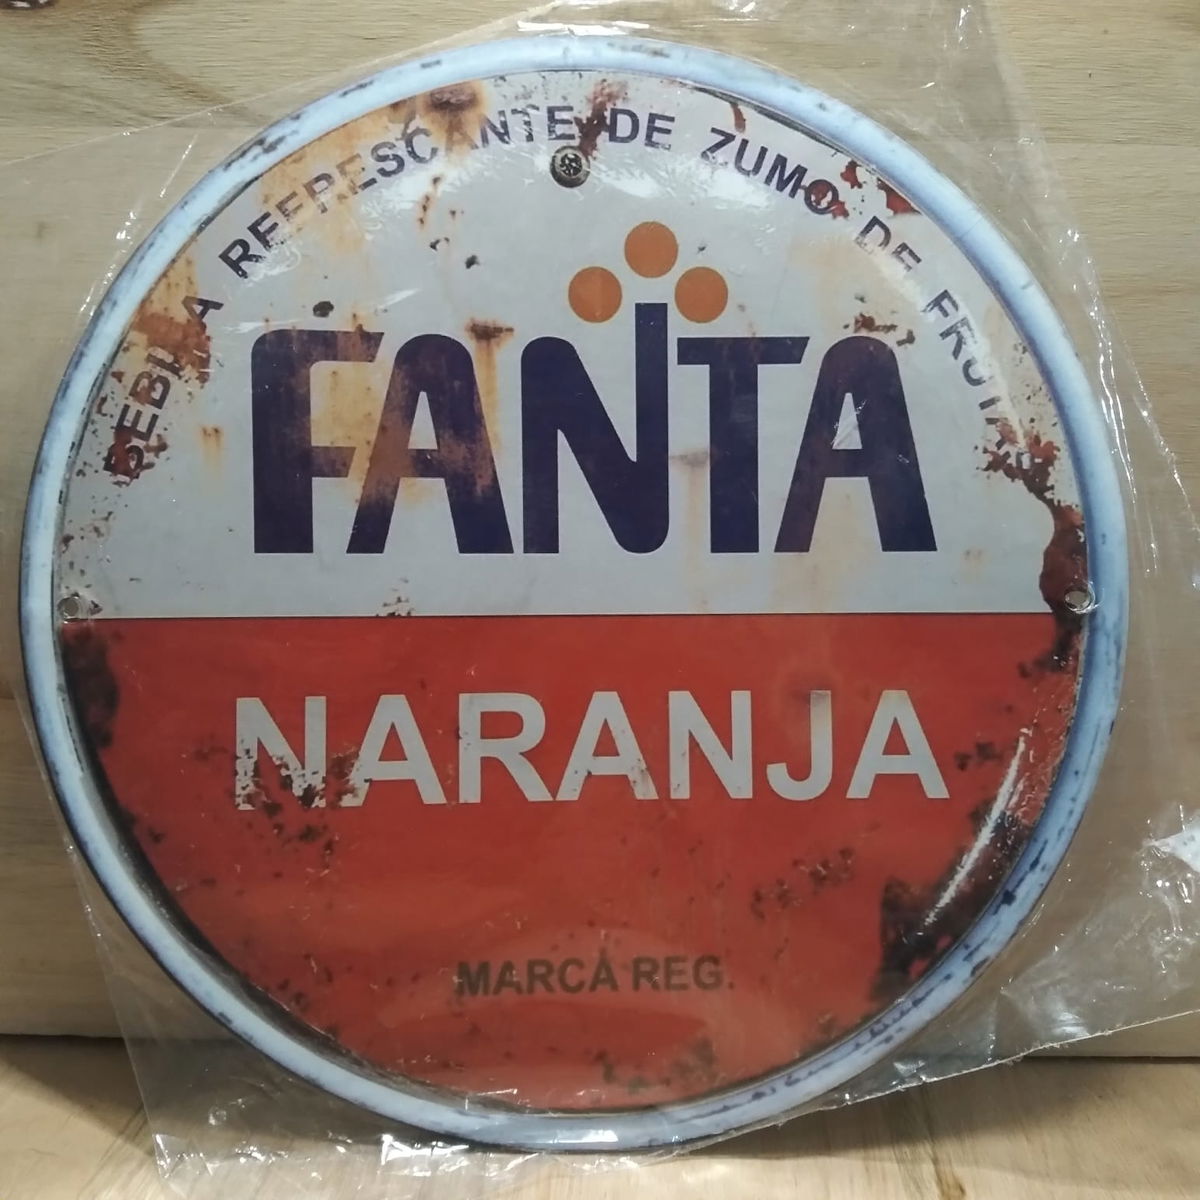 BEBIDA REFRESCANTE DE ZUMO DE FRUTAS
FANTA
NARANJA
MARCA REG.